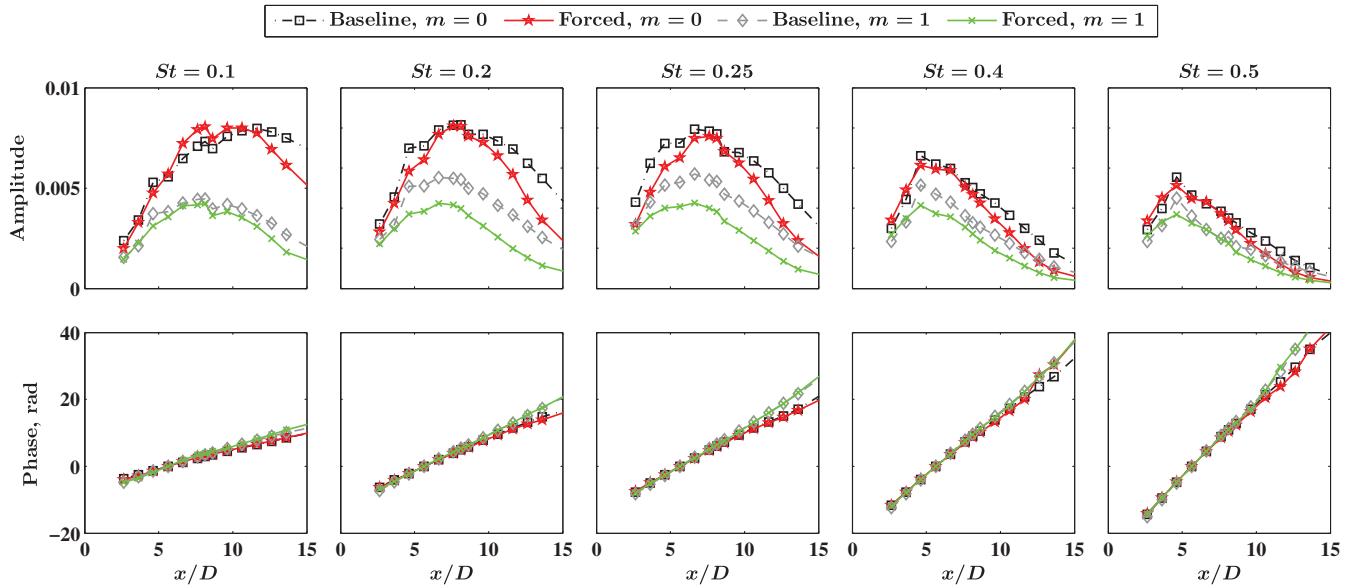 Baseline, m = 0 Forced, m = 0 Baseline, m = 1 Forced, m = 1
St = 0.1 St = 0.2 St = 0.25 St = 0.4 St = 0.5
0.01
0.005
0
Amplitude
40
20
0
−20
Phase, rad
0 5 10 15 0 5 10 15 0 5 10 15 0 5 10 15 0 5 10 15
x/D x/D x/D x/D x/D